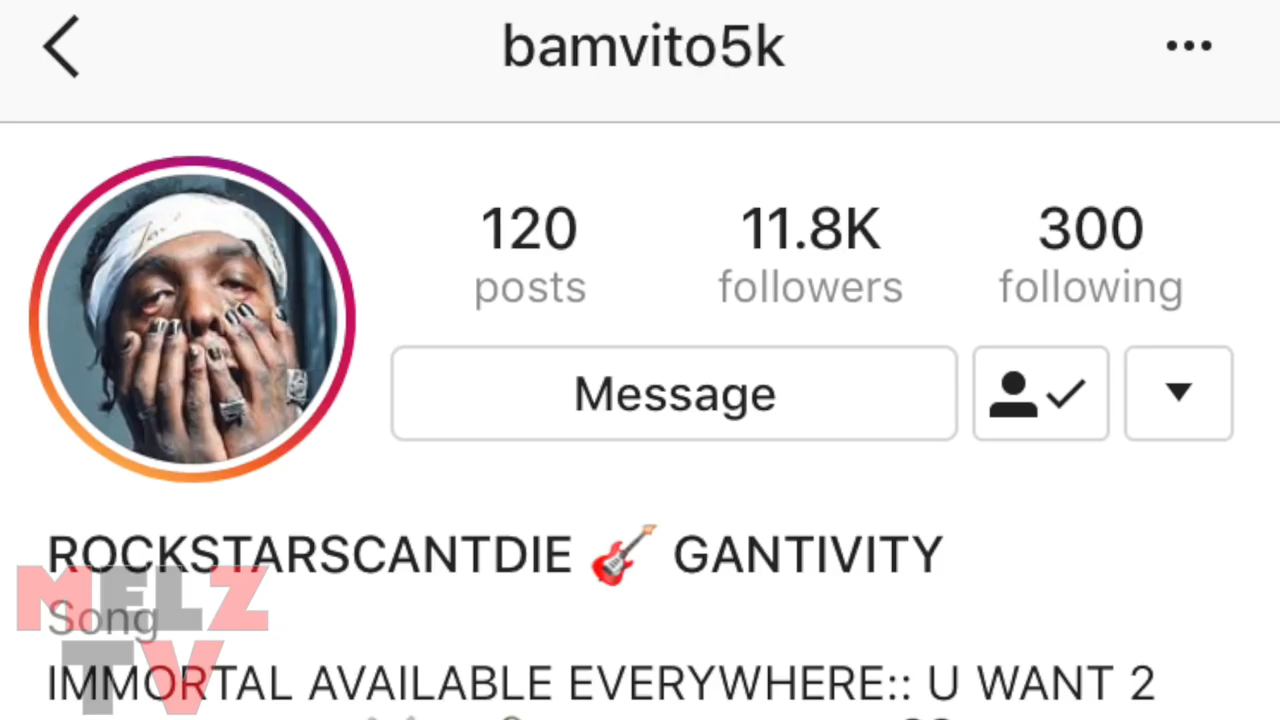 bamvito5k
120 11.8K 300
posts followers following
Message
ROCKSTARSCANTDIE 🎸 GANTIVITY
Song
MELZ
TV
IMMORTAL AVAILABLE EVERYWHERE:: U WANT 2